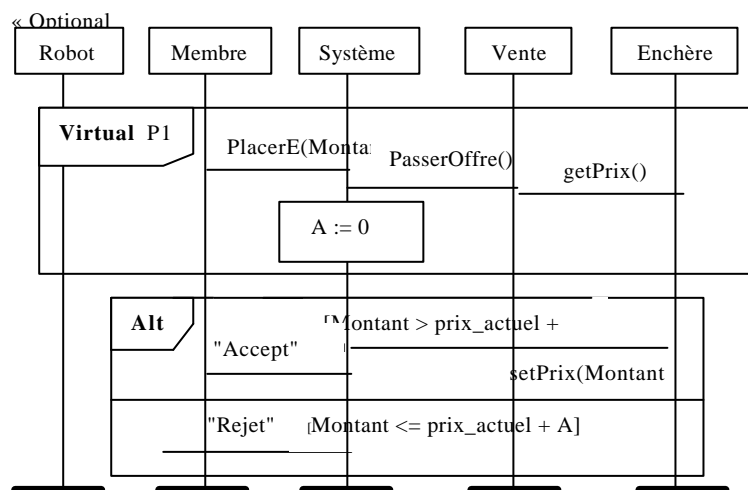 « Optional
Robot Membre Système Vente Enchère
Virtual P1
PlacerE(Monta
PasserOffre()
getPrix()
A := 0
Alt
[Montant > prix_actuel +
"Accept"
setPrix(Montant
"Rejet" [Montant <= prix_actuel + A]